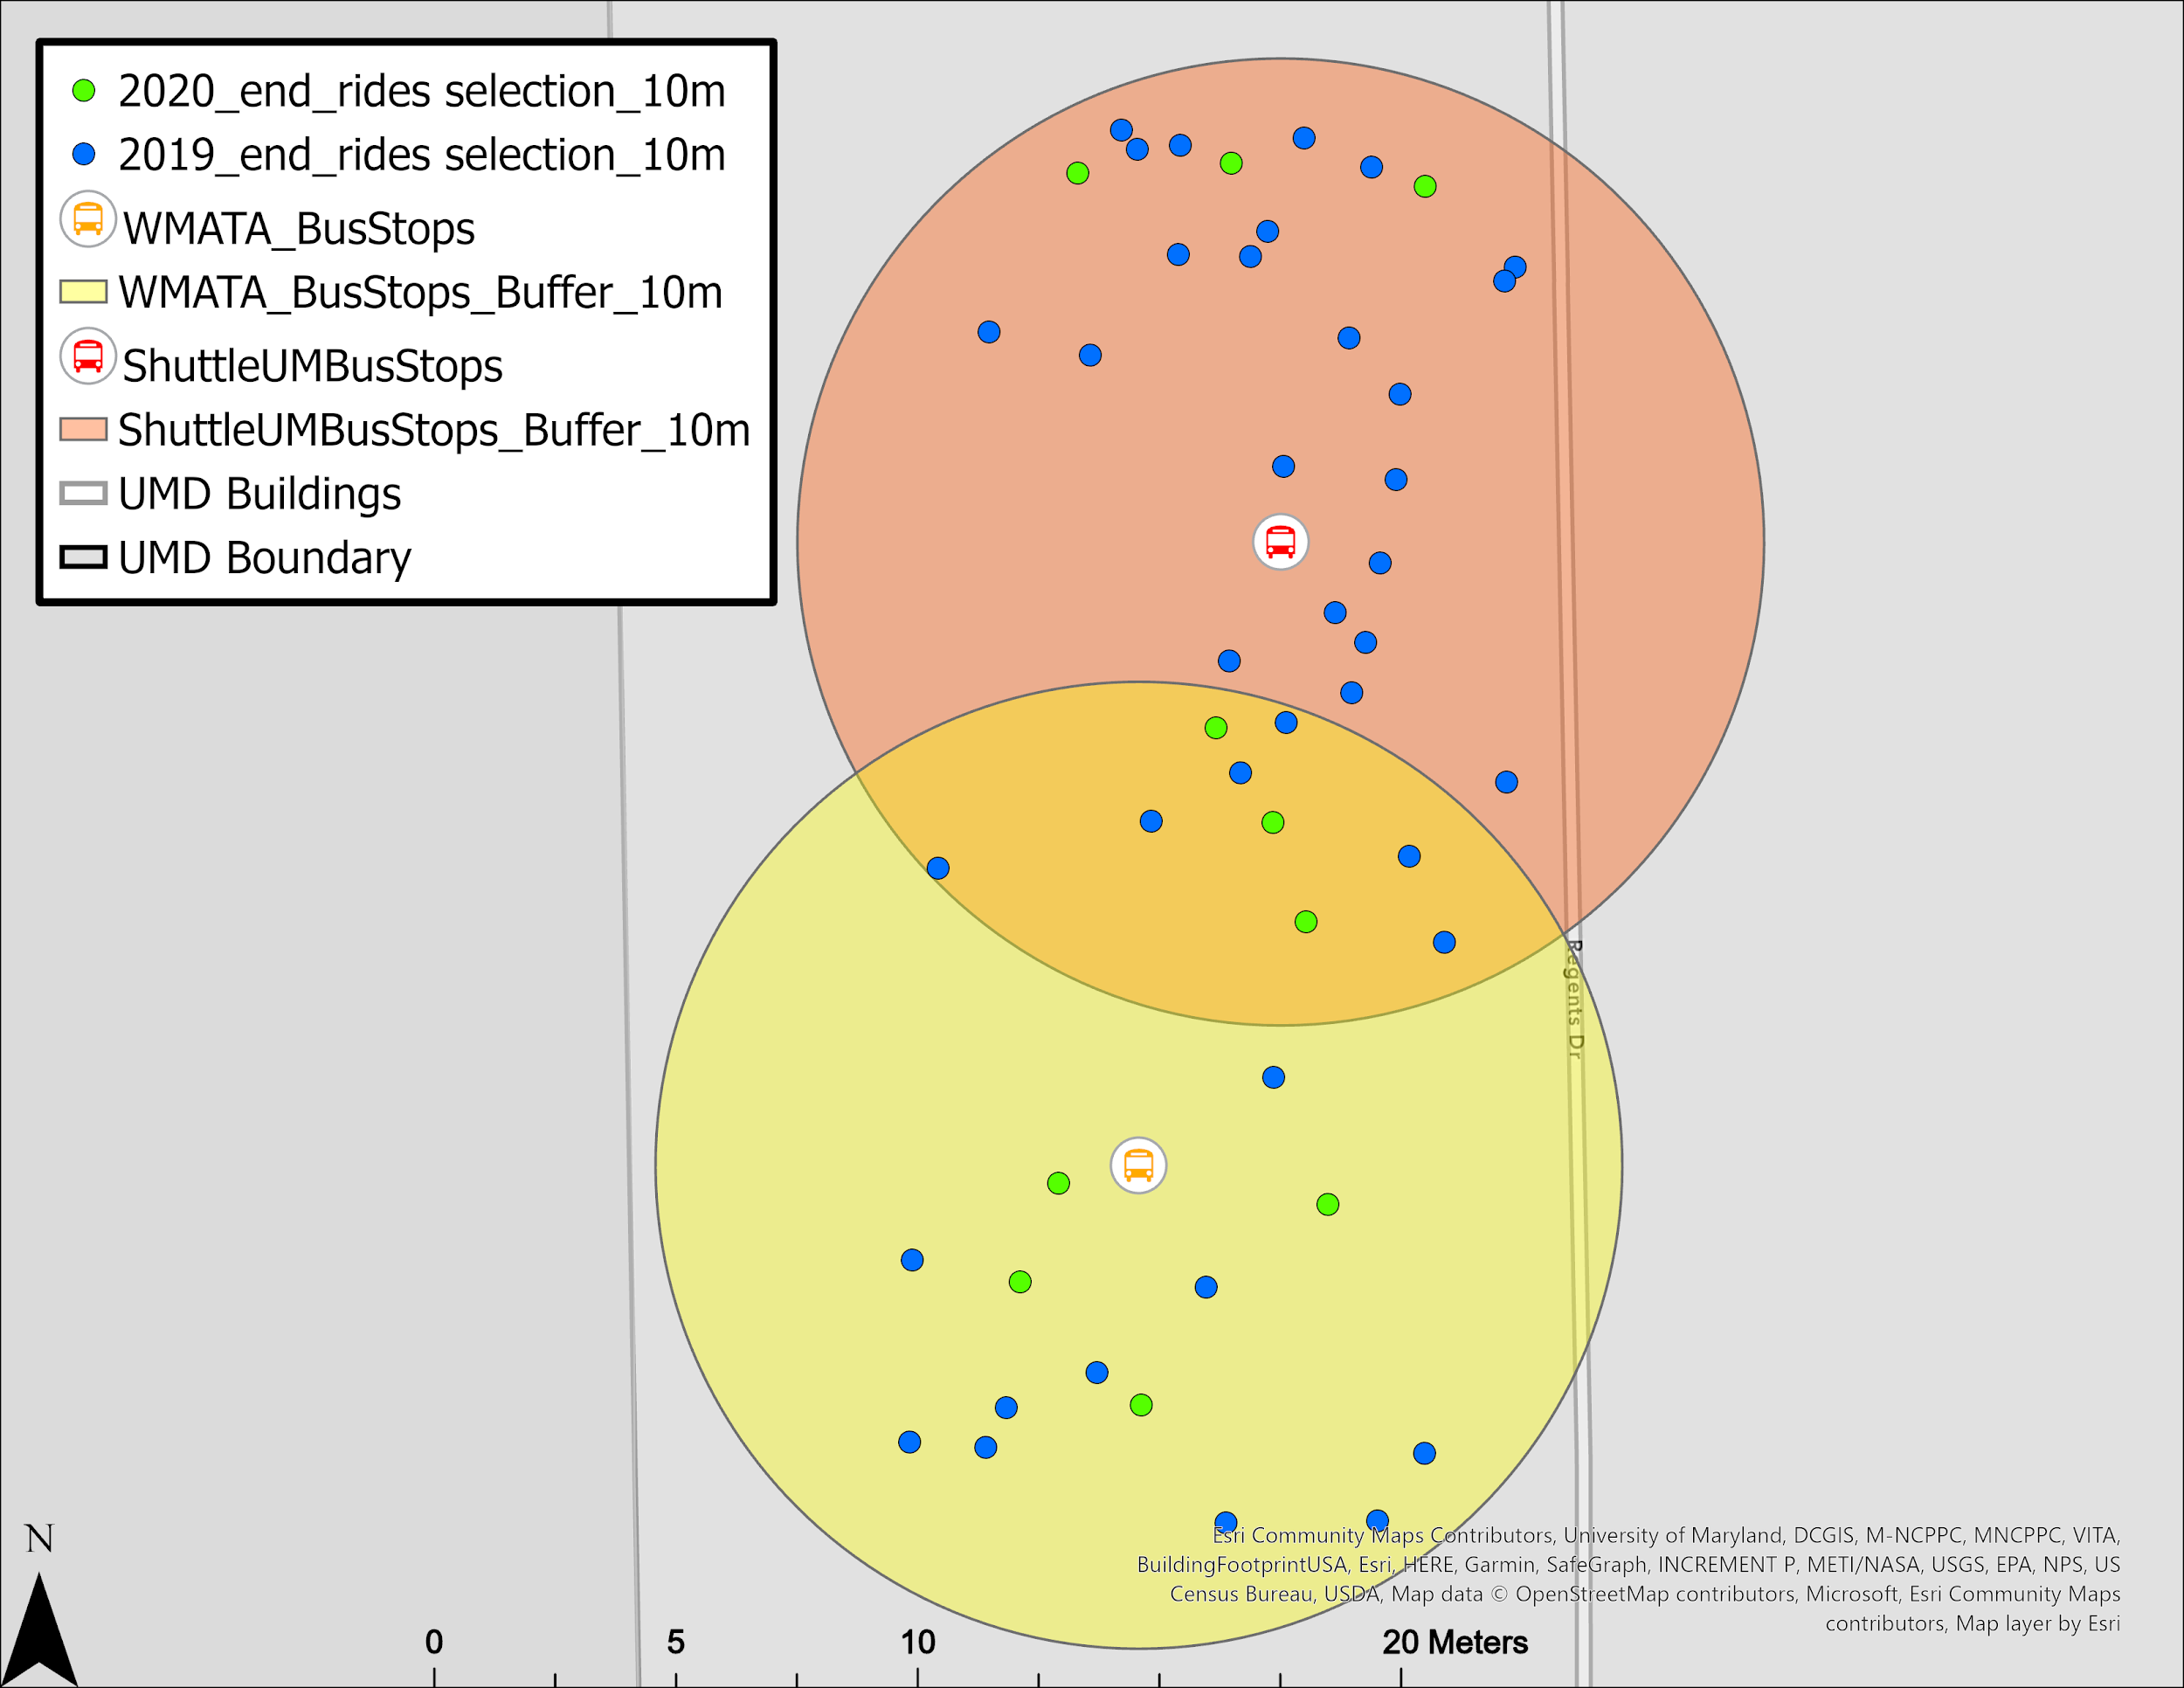 2020_end_rides selection_10m
2019_end_rides selection_10m
WMATA_BusStops
WMATA_BusStops_Buffer_10m
ShuttleUMBusStops
ShuttleUMBusStops_Buffer_10m
UMD Buildings
UMD Boundary
Regents Dr
N
Esri Community Maps Contributors, University of Maryland, DCGIS, M-NCPPC, MNCPPC, VITA,
BuildingFootprintUSA, Esri, HERE, Garmin, SafeGraph, INCREMENT P, METI/NASA, USGS, EPA, NPS, US
Census Bureau, USDA, Map data © OpenStreetMap contributors, Microsoft, Esri Community Maps
contributors, Map layer by Esri
0 5 10 20 Meters